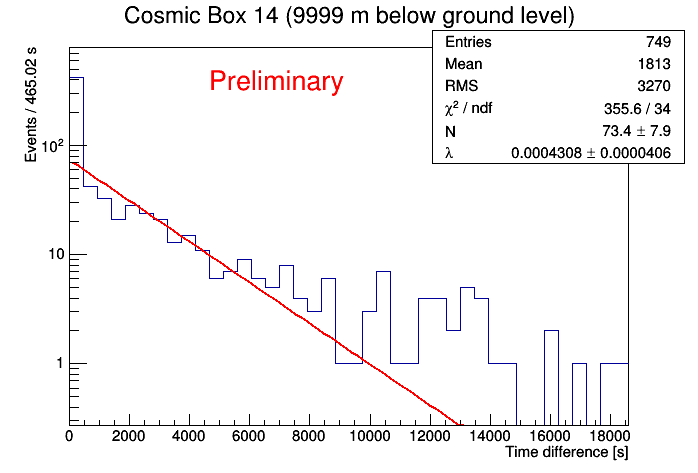 Cosmic Box 14 (9999 m below ground level)
Entries 749
Mean 1813
RMS 3270
χ² / ndf 355.6 / 34
N 73.4 ± 7.9
λ 0.0004308 ± 0.0000406
Preliminary
Events / 465.02 s
10²
10
1
0 2000 4000 6000 8000 10000 12000 14000 16000 18000
Time difference [s]